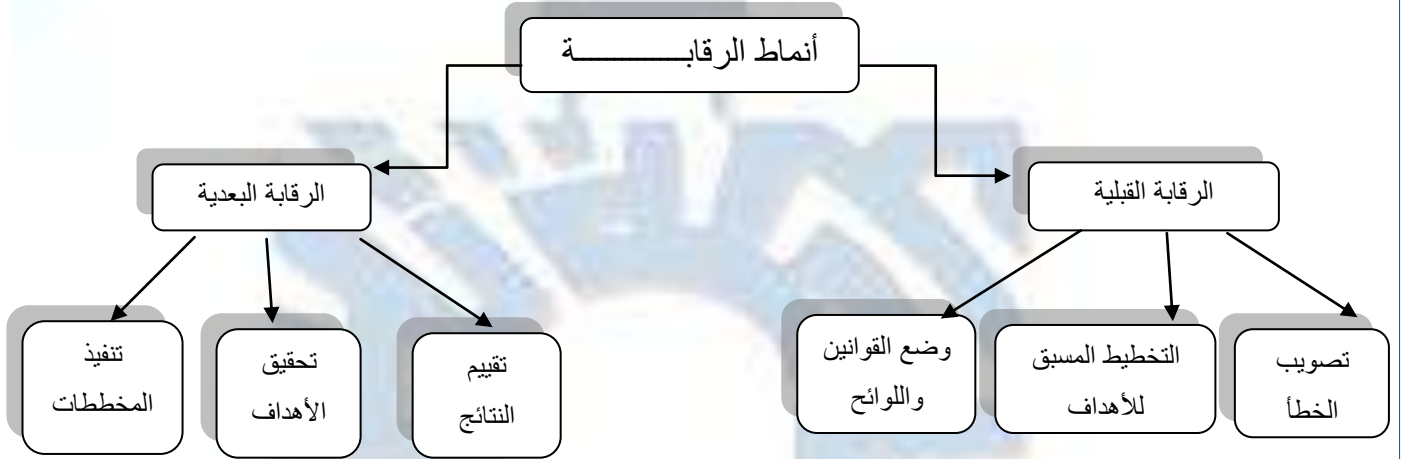 أنماط الرقابـــــــــــــة
الرقابة القبلية
الرقابة البعدية
تصويب
الخطأ
التخطيط المسبق
للأهداف
وضع القوانين
واللوائح
تقييم
النتائج
تحقيق
الأهداف
تنفيذ
المخططات